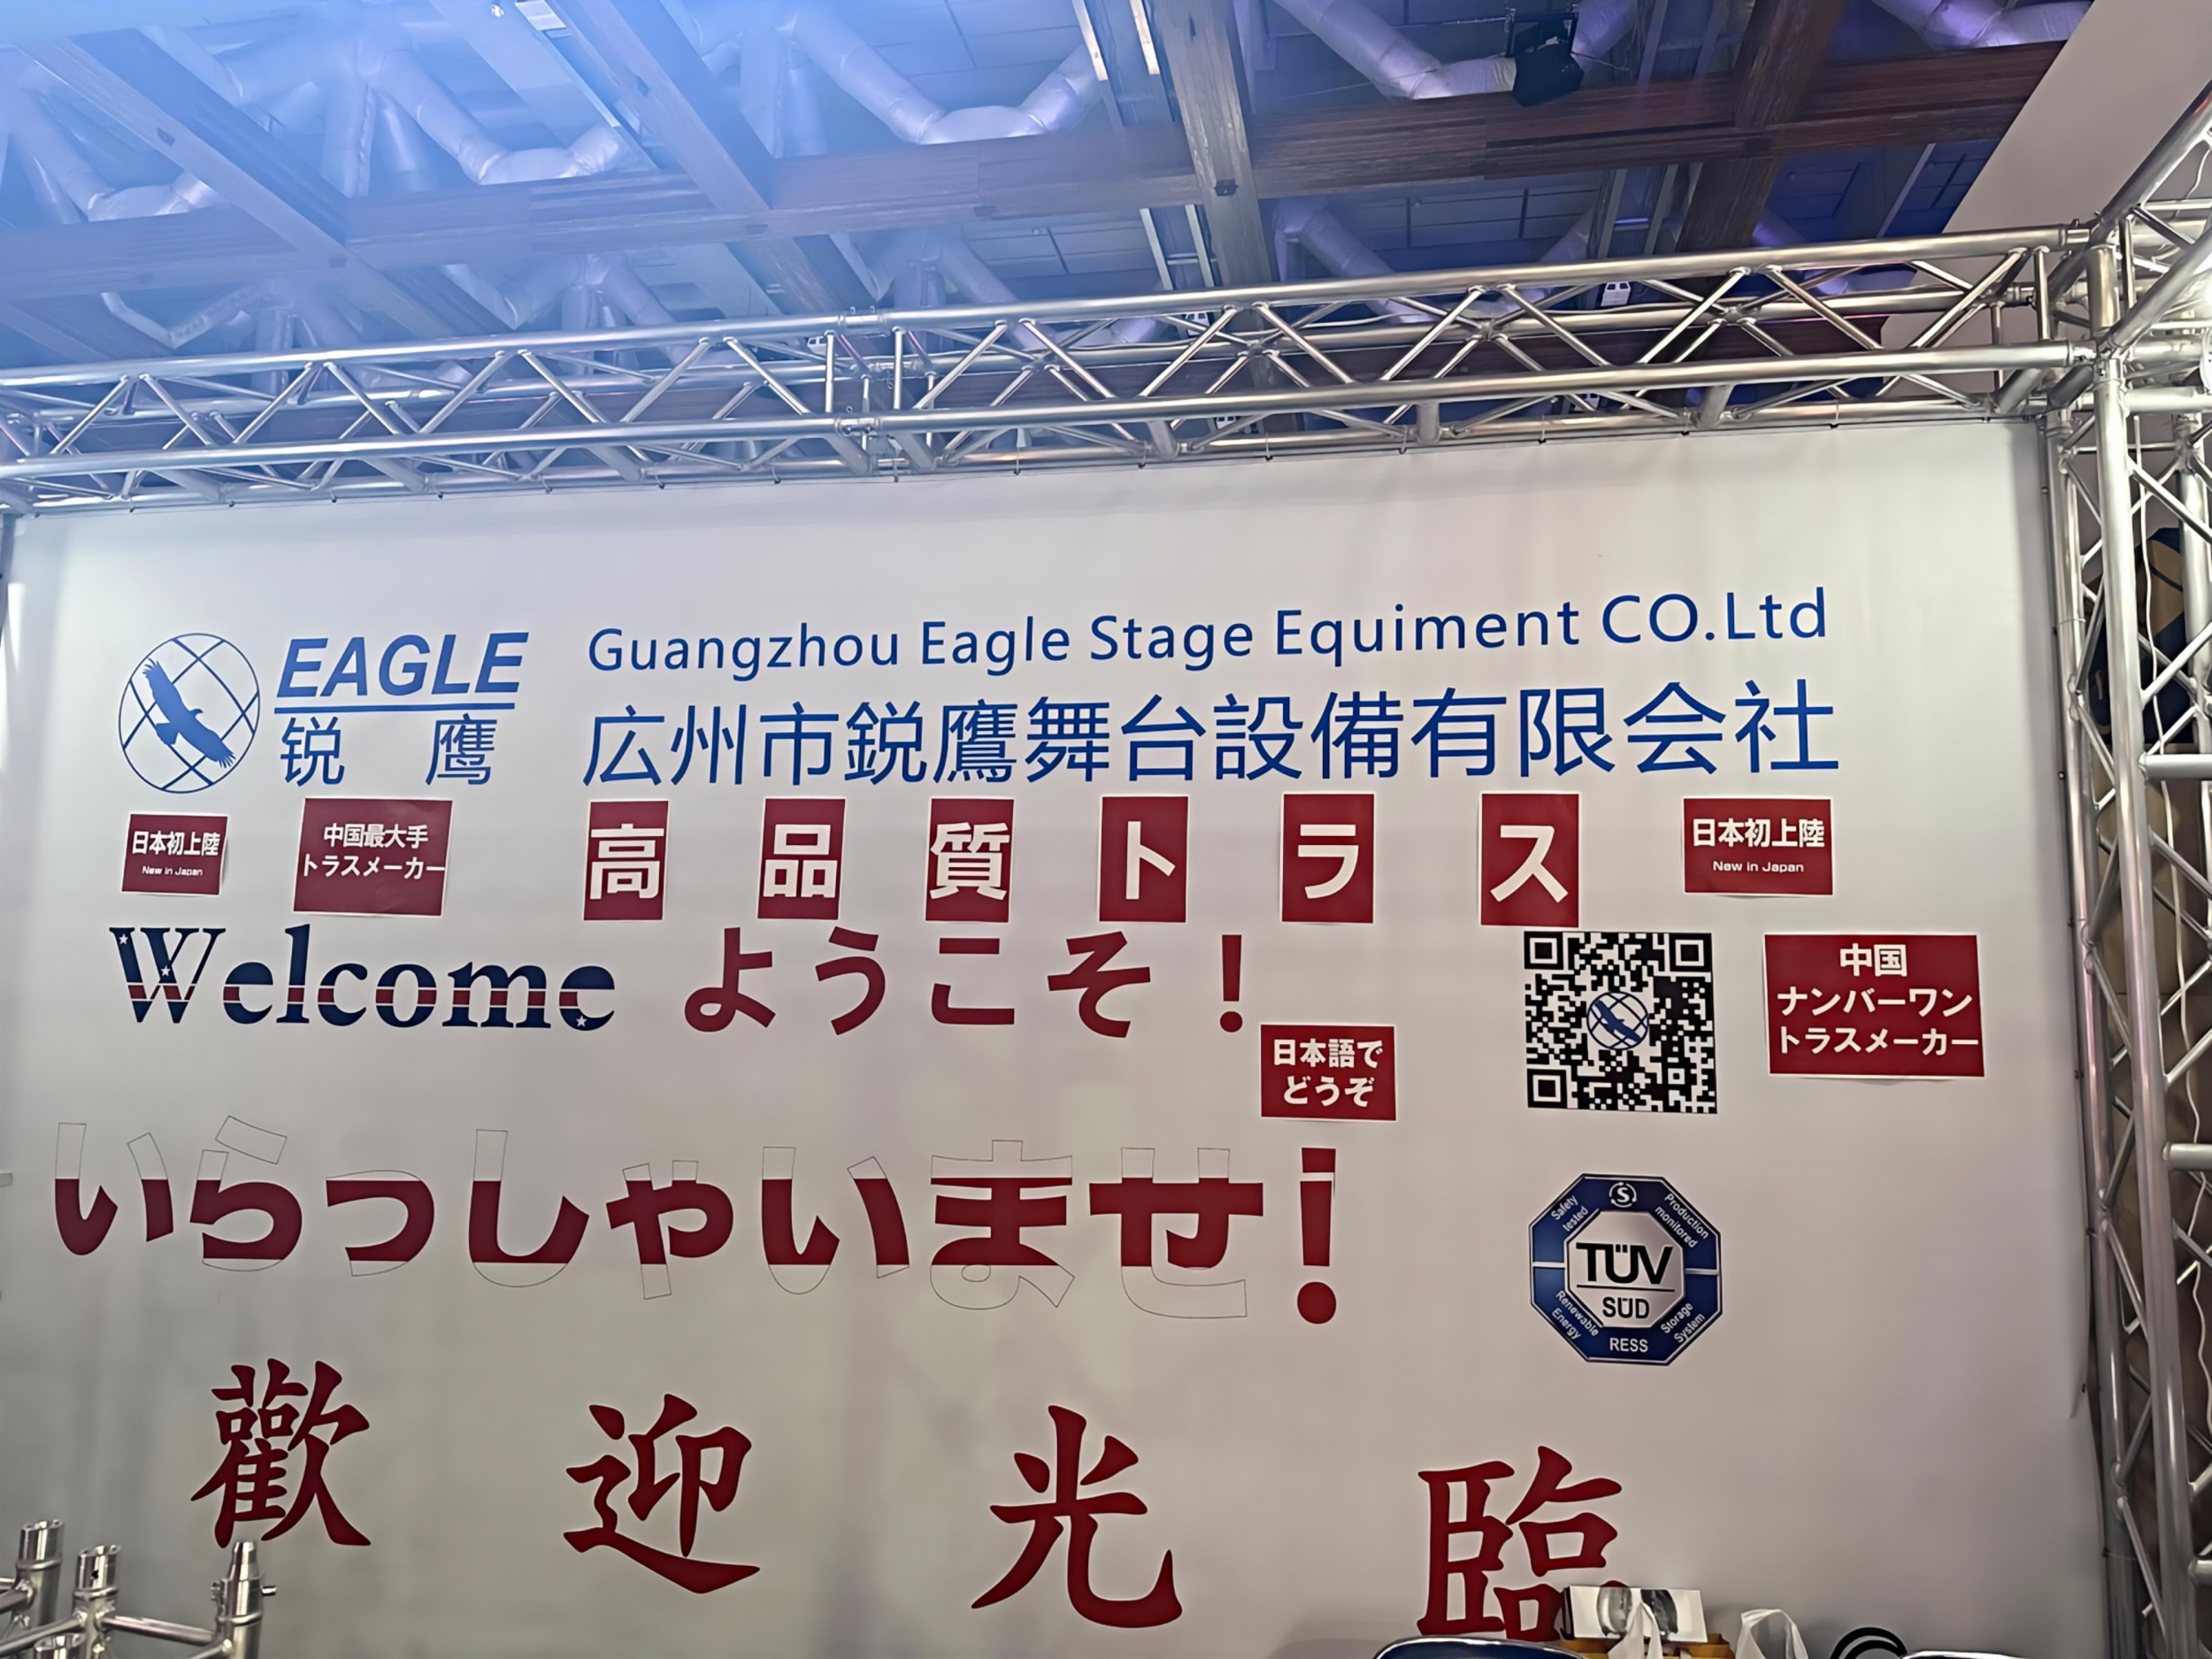 EAGLE
锐 鹰
Guangzhou Eagle Stage Equiment CO.Ltd
広州市鋭鷹舞台設備有限会社
日本初上陸
New in Japan
中国最大手
トラスメーカー
高品質トラス
日本初上陸
New in Japan
Welcome ようこそ！
日本語で
どうぞ
中国
ナンバーワン
トラスメーカー
いらっしゃいませ！
Safety tested
S
Production monitored
TÜV
SÜD
Renewable Energy
Storage System
RESS
歡迎光臨